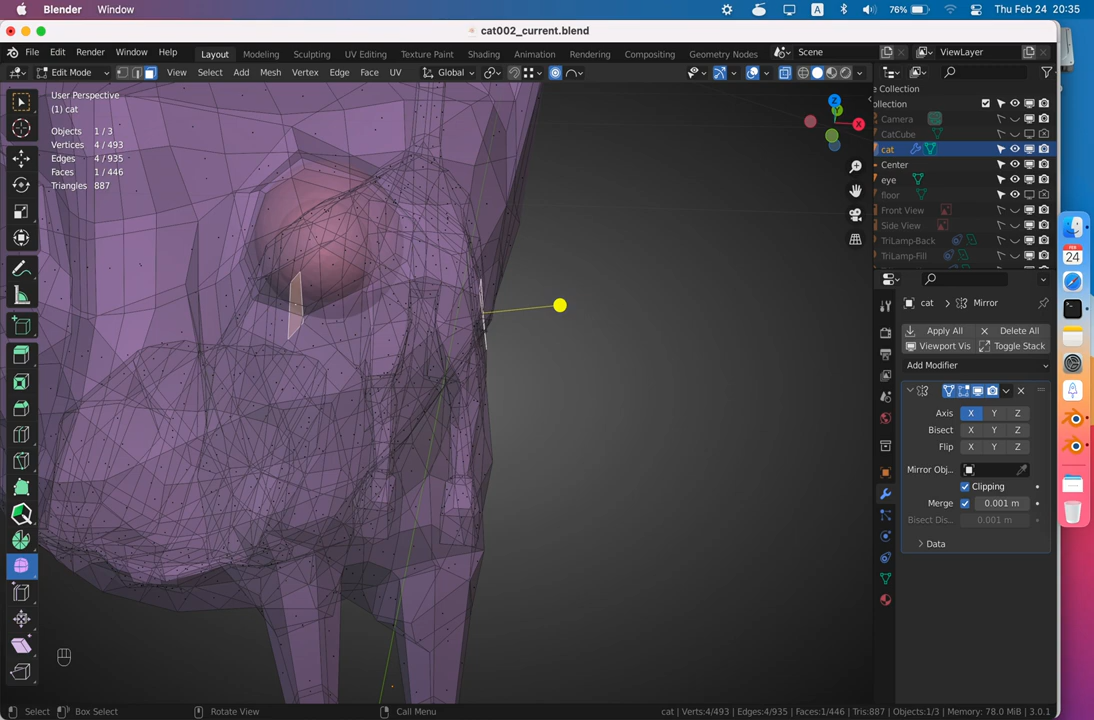 Blender Window A 76% Thu Feb 24 20:35
cat002_current.blend
File Edit Render Window Help Layout Modeling Sculpting UV Editing Texture Paint Shading Animation Rendering Compositing Geometry Nodes Scene ViewLayer
Edit Mode View Select Add Mesh Vertex Edge Face UV Global
User Perspective
(1) cat
Objects 1 / 3
Vertices 4 / 493
Edges 4 / 935
Faces 1 / 446
Triangles 887
Z
Y
X
e Collection
ollection
Camera
CatCube
cat
Center
eye
floor
Front View
Side View
TriLamp-Back
TriLamp-Fill
FEB
24
cat Mirror
Apply All Delete All
Viewport Vis Toggle Stack
Add Modifier
Axis X Y Z
Bisect X Y Z
Flip X Y Z
Mirror Obj...
Clipping
Merge 0.001 m
Bisect Dis... 0.001 m
Data
Select Box Select Rotate View Call Menu cat | Verts:4/493 | Edges:4/935 | Faces:1/446 | Tris:887 | Objects:1/3 | Memory: 78.0 MiB | 3.0.1